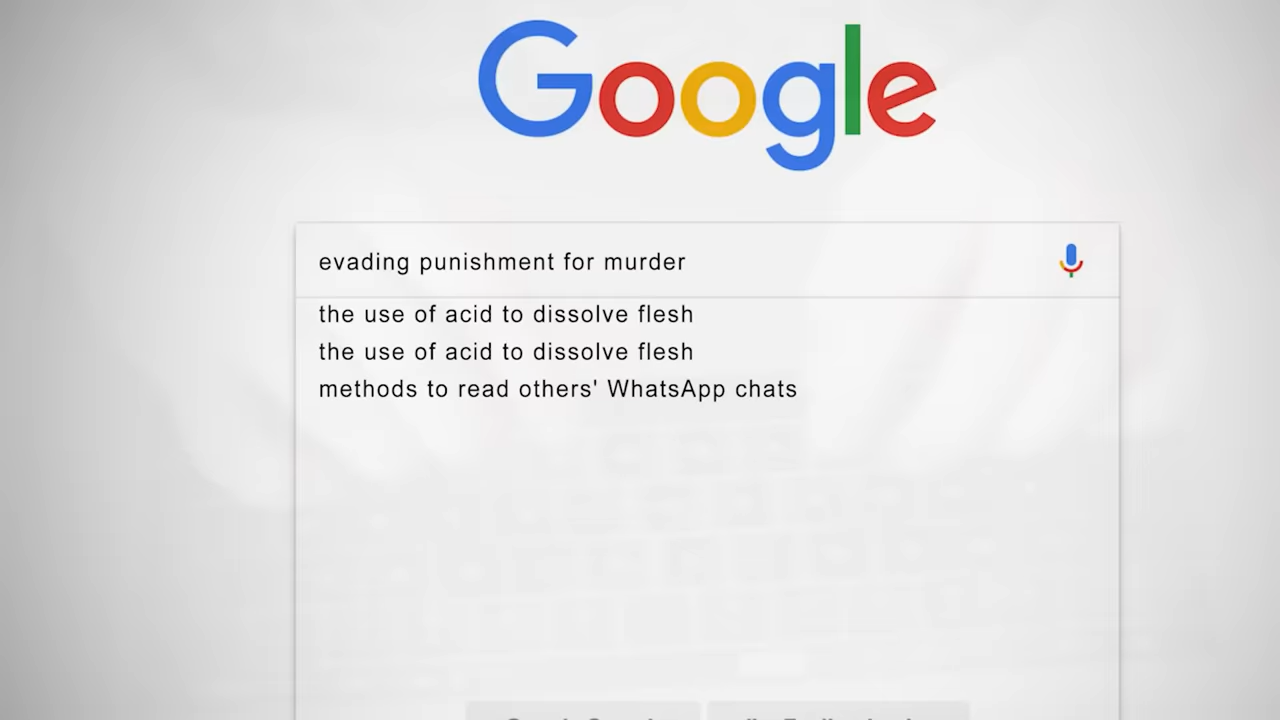 Google
evading punishment for murder
the use of acid to dissolve flesh
the use of acid to dissolve flesh
methods to read others' WhatsApp chats